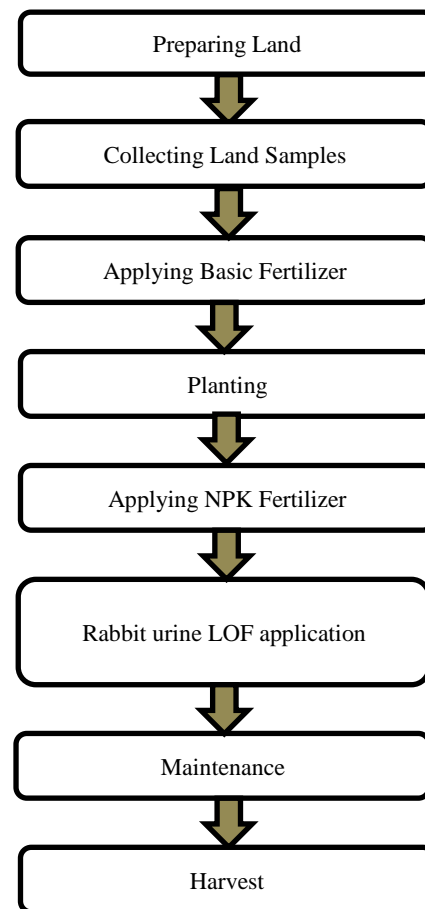 Preparing Land
Collecting Land Samples
Applying Basic Fertilizer
Planting
Applying NPK Fertilizer
Rabbit urine LOF application
Maintenance
Harvest